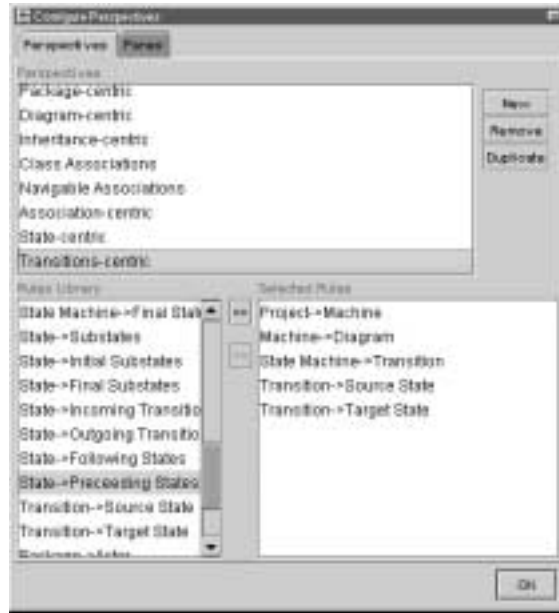 Configure Perspectives
Perspectives Panes
Perspectives
Package-centric
Diagram-centric
Inheritance-centric
Class Associations
Navigable Associations
Association-centric
State-centric
Transitions-centric
New
Remove
Duplicate
Rules Library
State Machine->Final Stat
State->Substates
State->Initial Substates
State->Final Substates
State->Incoming Transitio
State->Outgoing Transitio
State->Following States
State->Preceeding States
Transition->Source State
Transition->Target State
Package->Actor
>>
Selected Rules
Project->Machine
Machine->Diagram
State Machine->Transition
Transition->Source State
Transition->Target State
OK